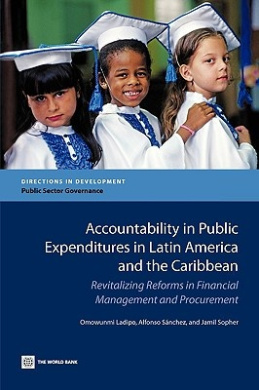 DIRECTIONS IN DEVELOPMENT
Public Sector Governance
Accountability in Public
Expenditures in Latin America
and the Caribbean
Revitalizing Reforms in Financial
Management and Procurement
Omowunmi Ladipo, Alfonso Sánchez, and Jamil Sopher
THE WORLD BANK